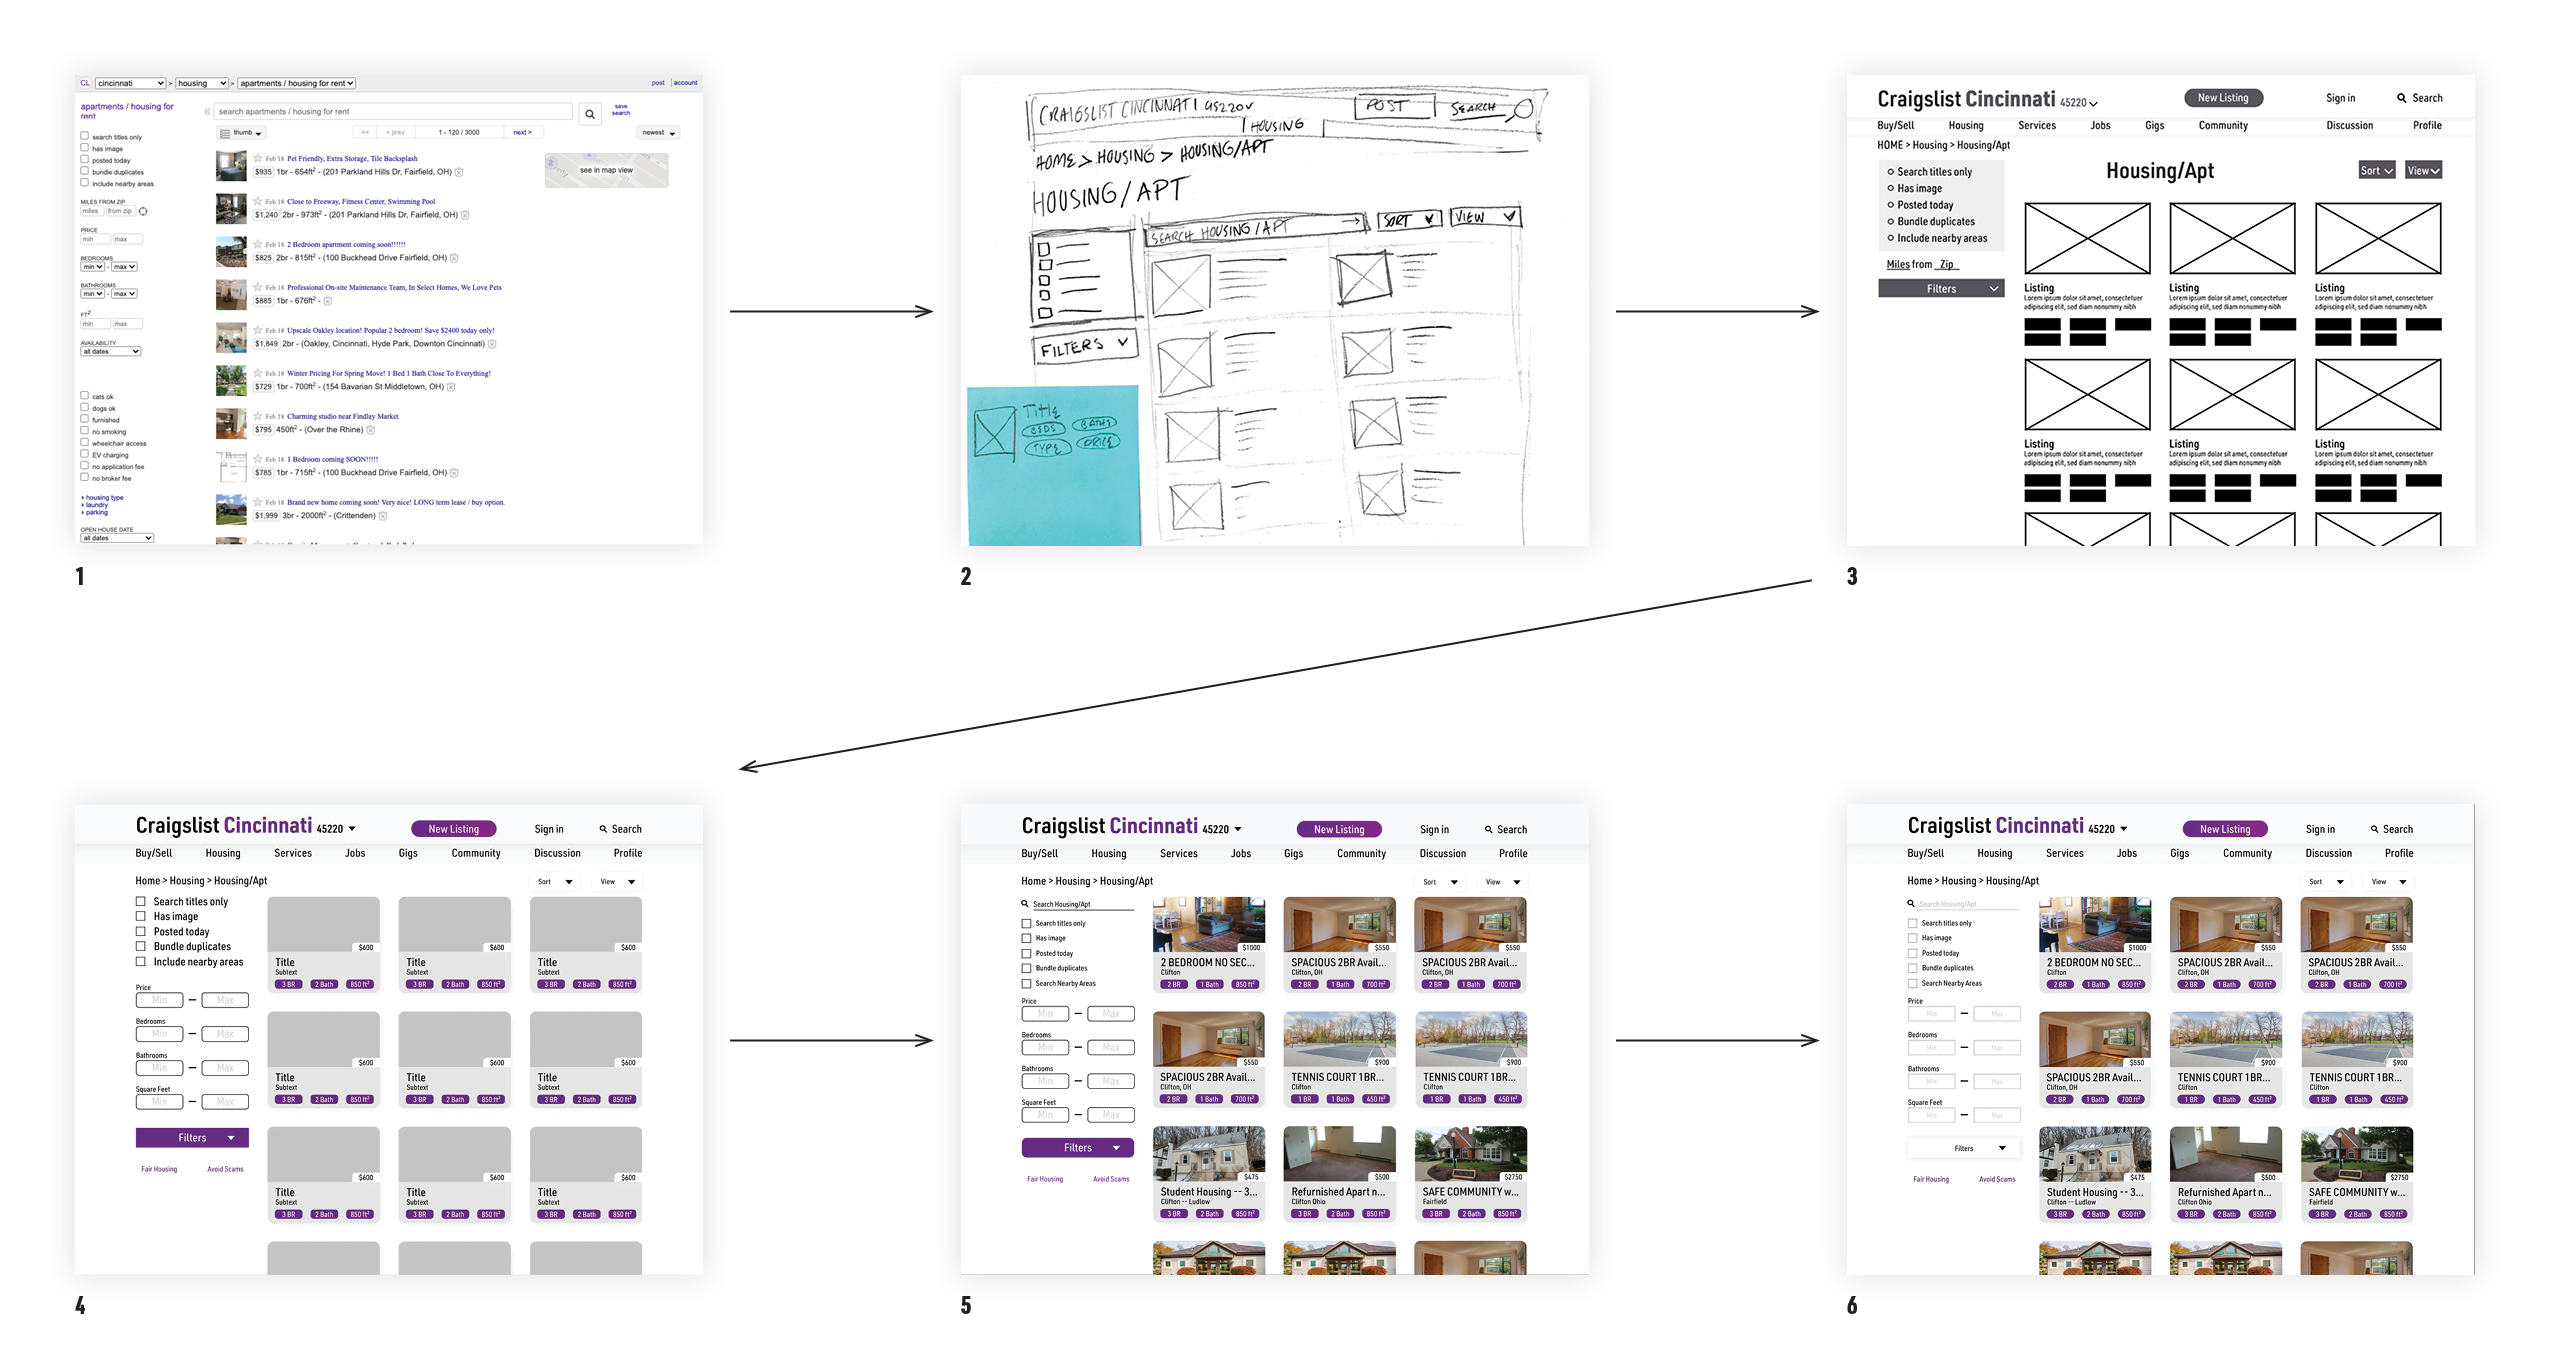 CL cincinnati > housing > apartments / housing for rent post account
apartments / housing for rent
search titles only
has image
posted today
bundle duplicates
include nearby areas
MILES FROM ZIP
miles from zip
PRICE
min max
BEDROOMS
min - max
BATHROOMS
min - max
FT²
min max
AVAILABILITY
all dates
cats ok
dogs ok
furnished
no smoking
wheelchair access
EV charging
no application fee
no broker fee
housing type
laundry
parking
OPEN HOUSE DATE
all dates
« search apartments / housing for rent save search
thumb << < prev 1 - 120 / 3000 next > newest
see in map view
Feb 18 Pet Friendly, Extra Storage, Tile Backsplash
$935 1br - 654ft² - (201 Parkland Hills Dr, Fairfield, OH)
Feb 18 Close to Freeway, Fitness Center, Swimming Pool
$1,240 2br - 973ft² - (201 Parkland Hills Dr, Fairfield, OH)
Feb 18 2 Bedroom apartment coming soon!!!!!!
$825 2br - 815ft² - (100 Buckhead Drive Fairfield, OH)
Feb 18 Professional On-site Maintenance Team, In Select Homes, We Love Pets
$885 1br - 676ft² -
Feb 18 Upscale Oakley location! Popular 2 bedroom! Save $2400 today only!
$1,849 2br - (Oakley, Cincinnati, Hyde Park, Downton Cincinnati)
Feb 18 Winter Pricing For Spring Move! 1 Bed 1 Bath Close To Everything!
$729 1br - 700ft² - (154 Bavarian St Middletown, OH)
Feb 18 Charming studio near Findlay Market
$795 450ft² - (Over the Rhine)
Feb 18 1 Bedroom coming SOON!!!!!
$785 1br - 715ft² - (100 Buckhead Drive Fairfield, OH)
Feb 18 Brand new home coming soon! Very nice! LONG term lease / buy option.
$1,999 3br - 2000ft² - (Crittenden)
1
CRAIGSLIST CINCINNATI 45220 POST SEARCH
HOUSING
HOME > HOUSING > HOUSING/APT
HOUSING/APT
SEARCH HOUSING/APT → SORT VIEW
FILTERS
Title
BEDS BATHS
TYPE PRICE
2
Craigslist Cincinnati 45220 New Listing Sign in Search
Buy/Sell Housing Services Jobs Gigs Community Discussion Profile
HOME > Housing > Housing/Apt
Search titles only
Has image
Posted today
Bundle duplicates
Include nearby areas
Miles from Zip
Filters
Housing/Apt Sort View
Listing Listing Listing
Lorem ipsum dolor sit amet, consectetuer Lorem ipsum dolor sit amet, consectetuer Lorem ipsum dolor sit amet, consectetuer
adipiscing elit, sed diam nonummy nibh adipiscing elit, sed diam nonummy nibh adipiscing elit, sed diam nonummy nibh
Listing Listing Listing
Lorem ipsum dolor sit amet, consectetuer Lorem ipsum dolor sit amet, consectetuer Lorem ipsum dolor sit amet, consectetuer
adipiscing elit, sed diam nonummy nibh adipiscing elit, sed diam nonummy nibh adipiscing elit, sed diam nonummy nibh
3
Craigslist Cincinnati 45220 New Listing Sign in Search
Buy/Sell Housing Services Jobs Gigs Community Discussion Profile
Home > Housing > Housing/Apt Sort View
Search titles only
Has image
Posted today
Bundle duplicates
Include nearby areas
Price
Min – Max
Bedrooms
Min – Max
Bathrooms
Min – Max
Square Feet
Min – Max
Filters
Fair Housing Avoid Scams
$600 $600 $600
Title Title Title
Subtext Subtext Subtext
3 BR 2 Bath 850 ft² 3 BR 2 Bath 850 ft² 3 BR 2 Bath 850 ft²
$600 $600 $600
Title Title Title
Subtext Subtext Subtext
3 BR 2 Bath 850 ft² 3 BR 2 Bath 850 ft² 3 BR 2 Bath 850 ft²
$600 $600 $600
Title Title Title
Subtext Subtext Subtext
3 BR 2 Bath 850 ft² 3 BR 2 Bath 850 ft² 3 BR 2 Bath 850 ft²
4
Craigslist Cincinnati 45220 New Listing Sign in Search
Buy/Sell Housing Services Jobs Gigs Community Discussion Profile
Home > Housing > Housing/Apt Sort View
Search Housing/Apt
Search titles only
Has image
Posted today
Bundle duplicates
Search Nearby Areas
Price
Min – Max
Bedrooms
Min – Max
Bathrooms
Min – Max
Square Feet
Min – Max
Filters
Fair Housing Avoid Scams
$1000 $550 $550
2 BEDROOM NO SEC... SPACIOUS 2BR Avail... SPACIOUS 2BR Avail...
Clifton Clifton, OH Clifton, OH
2 BR 1 Bath 850 ft² 2 BR 1 Bath 700 ft² 2 BR 1 Bath 700 ft²
$550 $900 $900
SPACIOUS 2BR Avail... TENNIS COURT 1BR... TENNIS COURT 1BR...
Clifton, OH Clifton Clifton
2 BR 1 Bath 700 ft² 1 BR 1 Bath 450 ft² 1 BR 1 Bath 450 ft²
$475 $500 $2750
Student Housing -- 3... Refurnished Apart n... SAFE COMMUNITY w...
Clifton -- Ludlow Clifton Ohio Fairfield
3 BR 2 Bath 850 ft² 3 BR 2 Bath 850 ft² 3 BR 2 Bath 850 ft²
5
Craigslist Cincinnati 45220 New Listing Sign in Search
Buy/Sell Housing Services Jobs Gigs Community Discussion Profile
Home > Housing > Housing/Apt Sort View
Search Housing/Apt
Search titles only
Has image
Posted today
Bundle duplicates
Search Nearby Areas
Price
Min – Max
Bedrooms
Min – Max
Bathrooms
Min – Max
Square Feet
Min – Max
Filters
Fair Housing Avoid Scams
$1000 $550 $550
2 BEDROOM NO SEC... SPACIOUS 2BR Avail... SPACIOUS 2BR Avail...
Clifton Clifton, OH Clifton, OH
2 BR 1 Bath 850 ft² 2 BR 1 Bath 700 ft² 2 BR 1 Bath 700 ft²
$550 $900 $900
SPACIOUS 2BR Avail... TENNIS COURT 1BR... TENNIS COURT 1BR...
Clifton, OH Clifton Clifton
2 BR 1 Bath 700 ft² 1 BR 1 Bath 450 ft² 1 BR 1 Bath 450 ft²
$475 $500 $2750
Student Housing -- 3... Refurnished Apart n... SAFE COMMUNITY w...
Clifton -- Ludlow Clifton Ohio Fairfield
3 BR 2 Bath 850 ft² 3 BR 2 Bath 850 ft² 3 BR 2 Bath 850 ft²
6